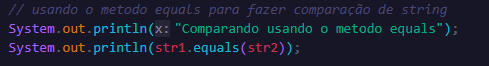 // usando o metodo equals para fazer comparação de string
System.out.println(x: "Comparando usando o metodo equals");
System.out.println(str1.equals(str2));